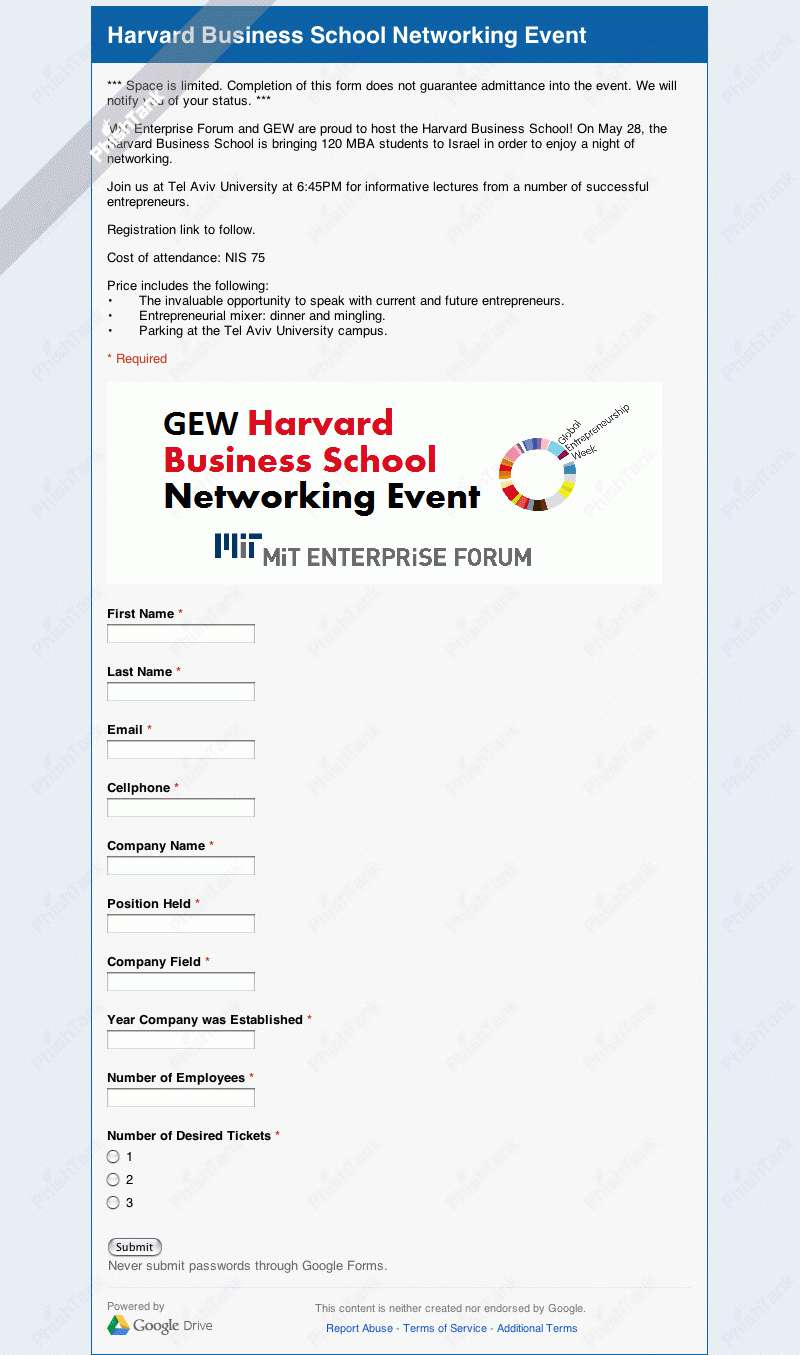 Harvard Business School Networking Event
*** Space is limited. Completion of this form does not guarantee admittance into the event. We will
notify you of your status. ***
MIT Enterprise Forum and GEW are proud to host the Harvard Business School! On May 28, the
Harvard Business School is bringing 120 MBA students to Israel in order to enjoy a night of
networking.
Join us at Tel Aviv University at 6:45PM for informative lectures from a number of successful
entrepreneurs.
Registration link to follow.
Cost of attendance: NIS 75
Price includes the following:
• The invaluable opportunity to speak with current and future entrepreneurs.
• Entrepreneurial mixer: dinner and mingling.
• Parking at the Tel Aviv University campus.
* Required
GEW Harvard
Business School
Networking Event
Global
Entrepreneurship
Week
MiT MiT ENTERPRiSE FORUM
First Name *
Last Name *
Email *
Cellphone *
Company Name *
Position Held *
Company Field *
Year Company was Established *
Number of Employees *
Number of Desired Tickets *
1
2
3
Submit
Never submit passwords through Google Forms.
Powered by
Google Drive
This content is neither created nor endorsed by Google.
Report Abuse - Terms of Service - Additional Terms
PhishTank